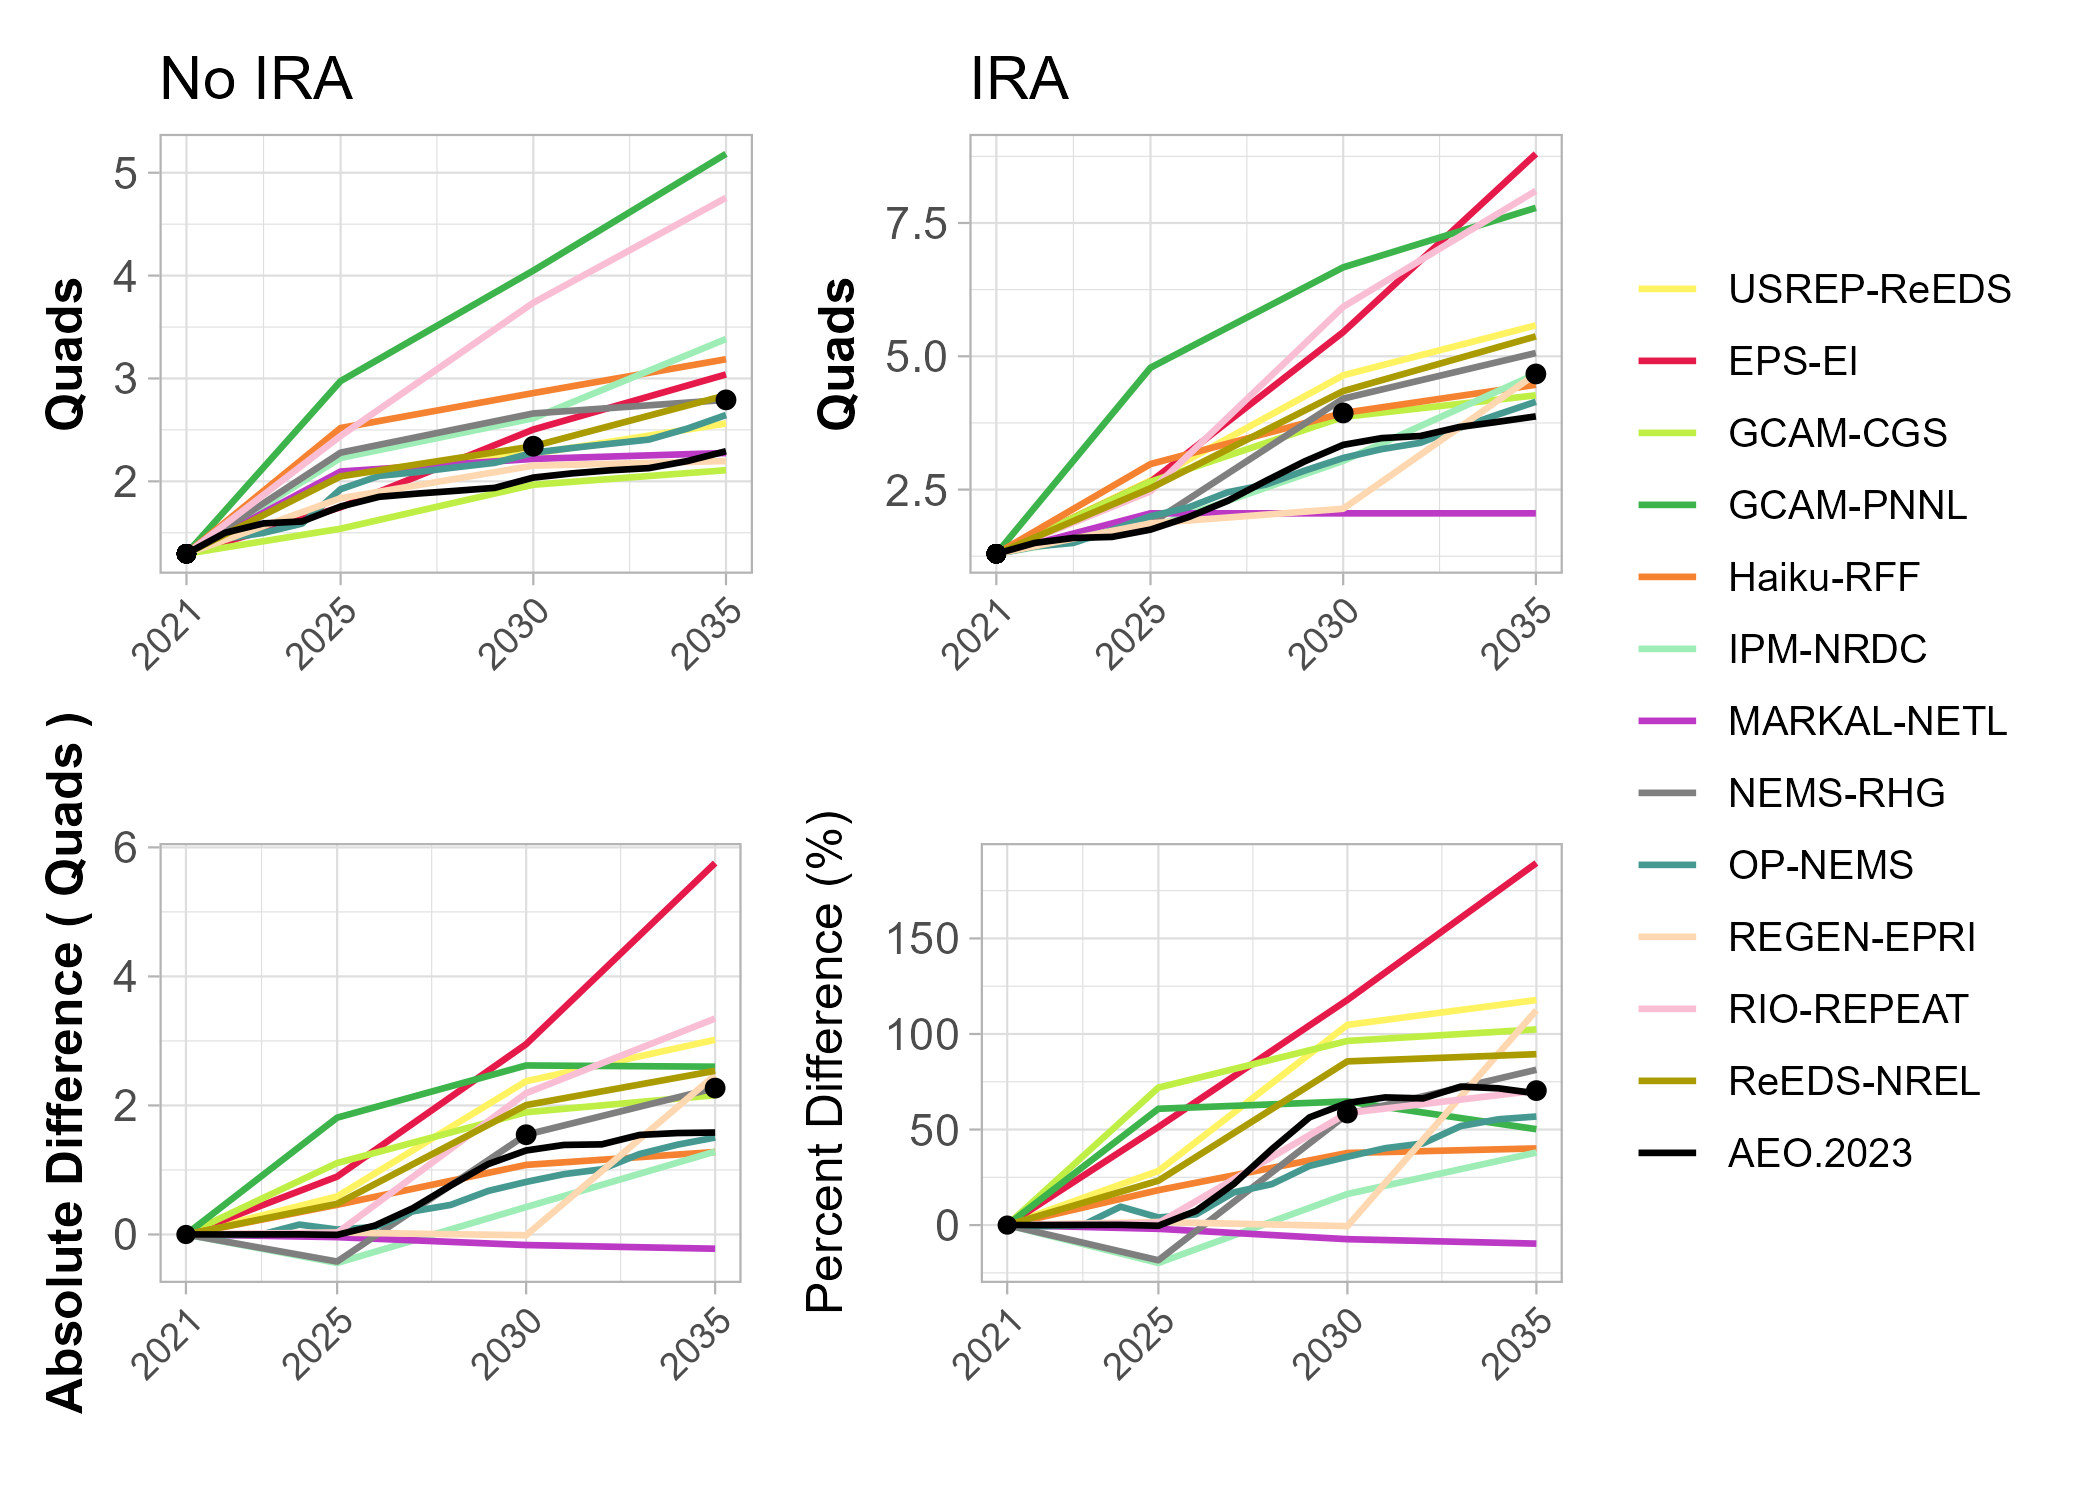 No IRA
IRA
Quads
5
4
3
2
2021
2025
2030
2035
Quads
7.5
5.0
2.5
2021
2025
2030
2035
Absolute Difference ( Quads )
6
4
2
0
2021
2025
2030
2035
Percent Difference (%)
150
100
50
0
2021
2025
2030
2035
USREP-ReEDS
EPS-EI
GCAM-CGS
GCAM-PNNL
Haiku-RFF
IPM-NRDC
MARKAL-NETL
NEMS-RHG
OP-NEMS
REGEN-EPRI
RIO-REPEAT
ReEDS-NREL
AEO.2023